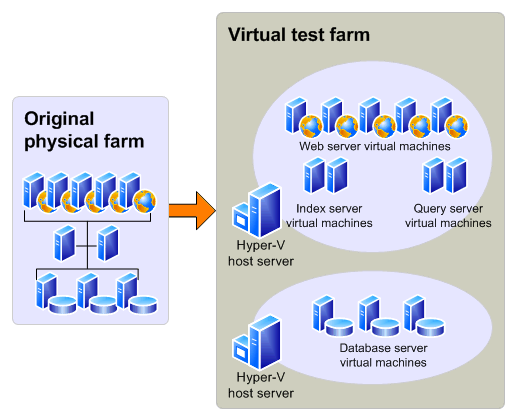 Original
physical farm
Virtual test farm
Web server virtual machines
Index server
virtual machines
Query server
virtual machines
Hyper-V
host server
Database server
virtual machines
Hyper-V
host server